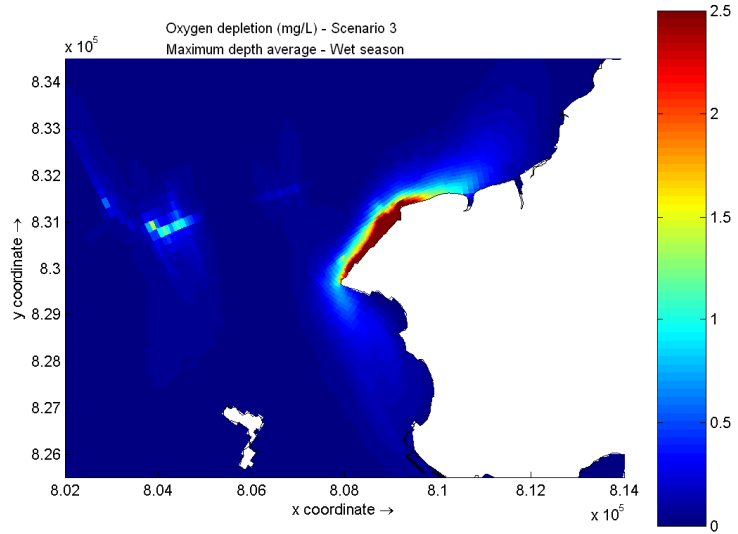 Oxygen depletion (mg/L) - Scenario 3
Maximum depth average - Wet season
x 10^5
8.34
8.33
8.32
8.31
8.3
8.29
8.28
8.27
8.26
y coordinate →
8.02 8.04 8.06 8.08 8.1 8.12 8.14
x coordinate →
x 10^5
2.5
2
1.5
1
0.5
0